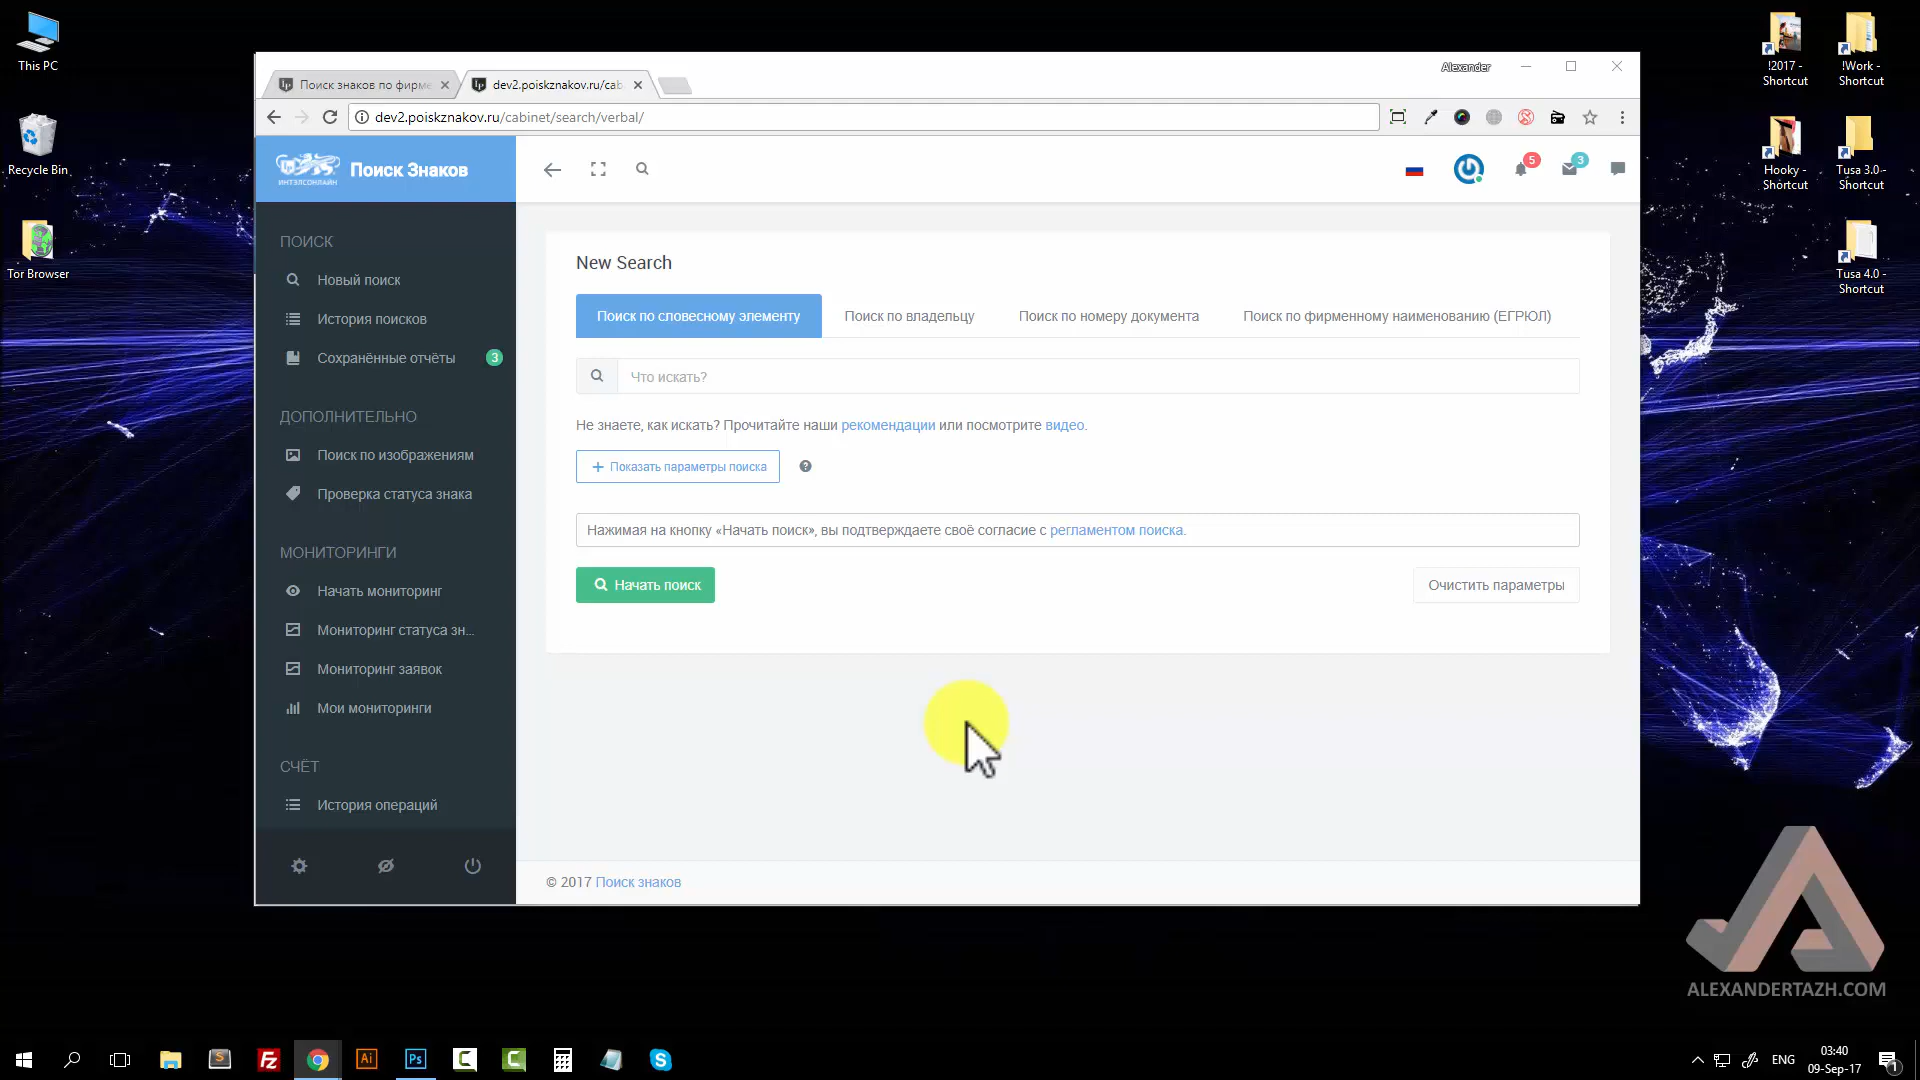 This PC
Recycle Bin
Tor Browser
!2017 -
Shortcut
!Work -
Shortcut
Hooky -
Shortcut
Tusa 3.0 -
Shortcut
Tusa 4.0 -
Shortcut
Alexander
Поиск знаков по фирме
dev2.poiskznakov.ru/cab
dev2.poiskznakov.ru/cabinet/search/verbal/
ИНТЭЛСОНЛАЙН
Поиск Знаков
5
3
ПОИСК
Новый поиск
История поисков
Сохранённые отчёты 3
ДОПОЛНИТЕЛЬНО
Поиск по изображениям
Проверка статуса знака
МОНИТОРИНГИ
Начать мониторинг
Мониторинг статуса зн...
Мониторинг заявок
Мои мониторинги
СЧЁТ
История операций
New Search
Поиск по словесному элементу Поиск по владельцу Поиск по номеру документа Поиск по фирменному наименованию (ЕГРЮЛ)
Что искать?
Не знаете, как искать? Прочитайте наши рекомендации или посмотрите видео.
Показать параметры поиска
Нажимая на кнопку «Начать поиск», вы подтверждаете своё согласие с регламентом поиска.
Начать поиск Очистить параметры
© 2017 Поиск знаков
ALEXANDERTAZH.COM
Ai
Ps
ENG
03:40
09-Sep-17
1